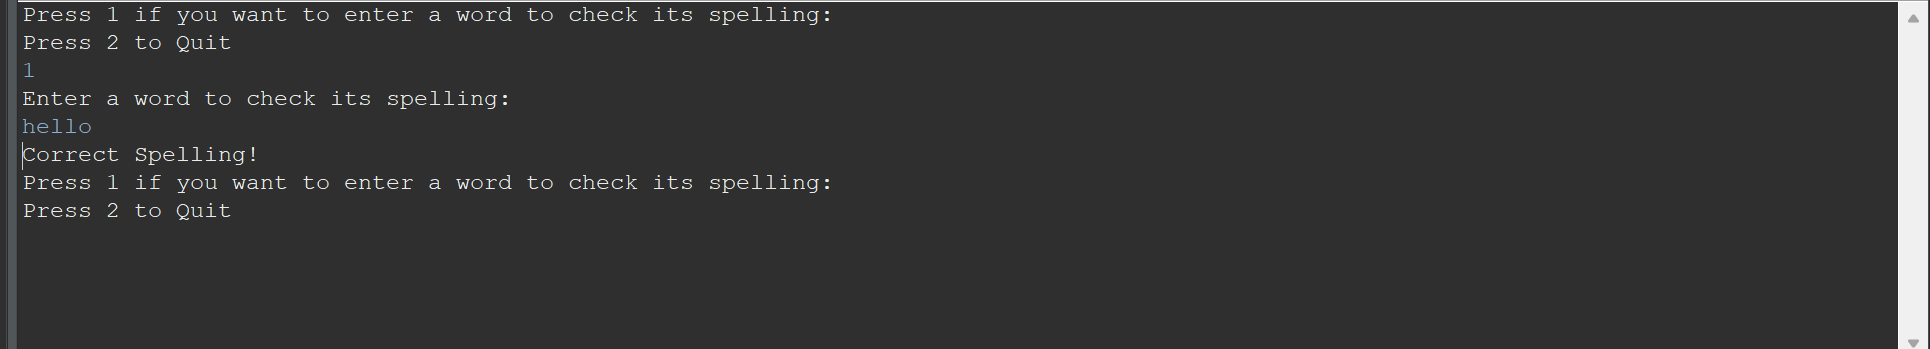 Press 1 if you want to enter a word to check its spelling:
Press 2 to Quit
1
Enter a word to check its spelling:
hello
Correct Spelling!
Press 1 if you want to enter a word to check its spelling:
Press 2 to Quit